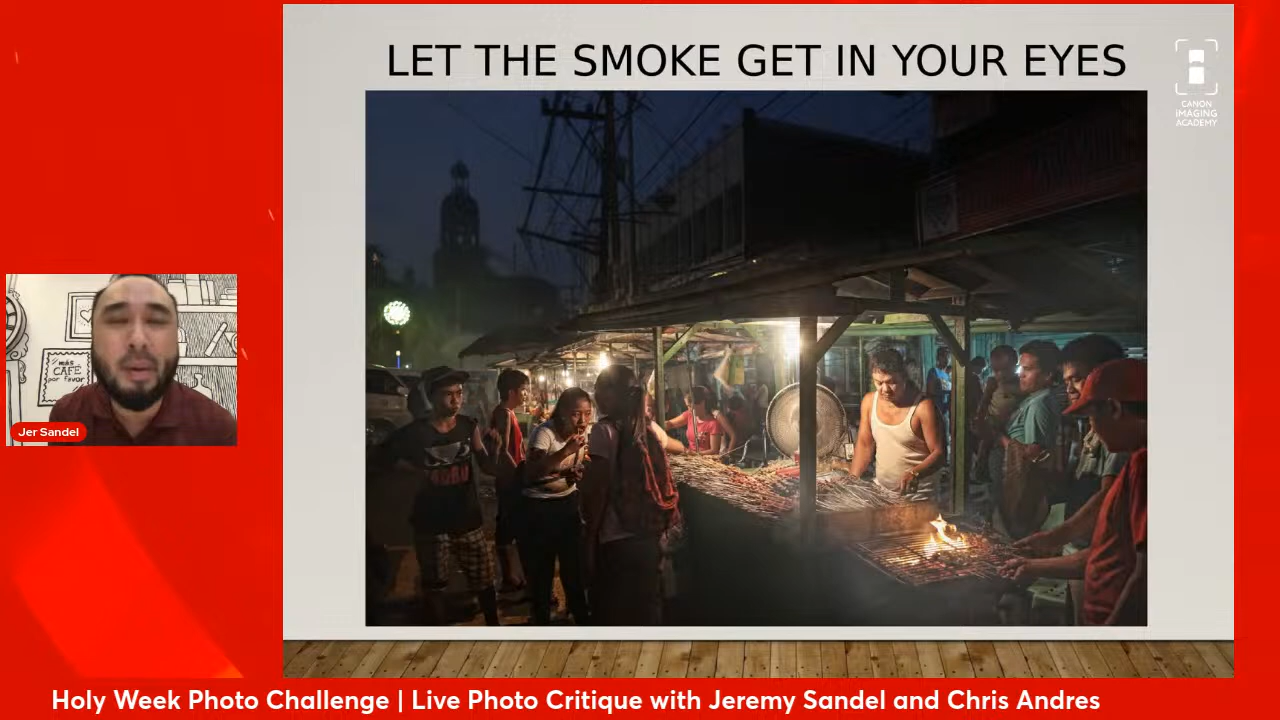 LET THE SMOKE GET IN YOUR EYES
CANON
IMAGING
ACADEMY
más
CAFÉ
por favor
Jer Sandel
Holy Week Photo Challenge | Live Photo Critique with Jeremy Sandel and Chris Andres